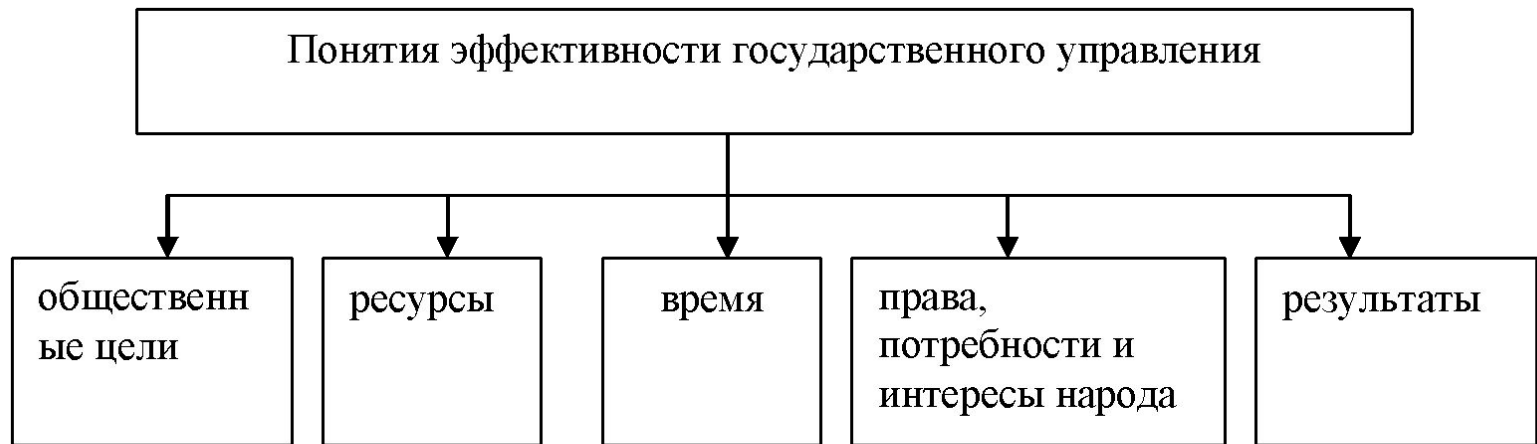 Понятия эффективности государственного управления
общественн
ые цели
ресурсы
время
права,
потребности и
интересы народа
результаты